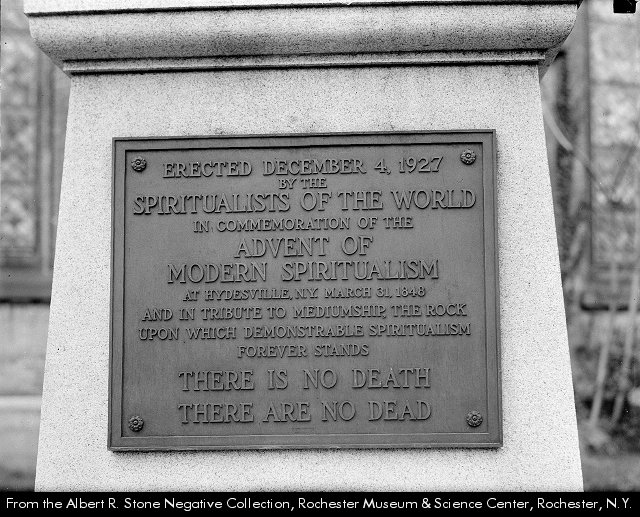 ERECTED DECEMBER 4, 1927
BY THE
SPIRITUALISTS OF THE WORLD
IN COMMEMORATION OF THE
ADVENT OF
MODERN SPIRITUALISM
AT HYDESVILLE, N.Y. MARCH 31, 1848
AND IN TRIBUTE TO MEDIUMSHIP, THE ROCK
UPON WHICH DEMONSTRABLE SPIRITUALISM
FOREVER STANDS
THERE IS NO DEATH
THERE ARE NO DEAD
From the Albert R. Stone Negative Collection, Rochester Museum & Science Center, Rochester, N.Y.